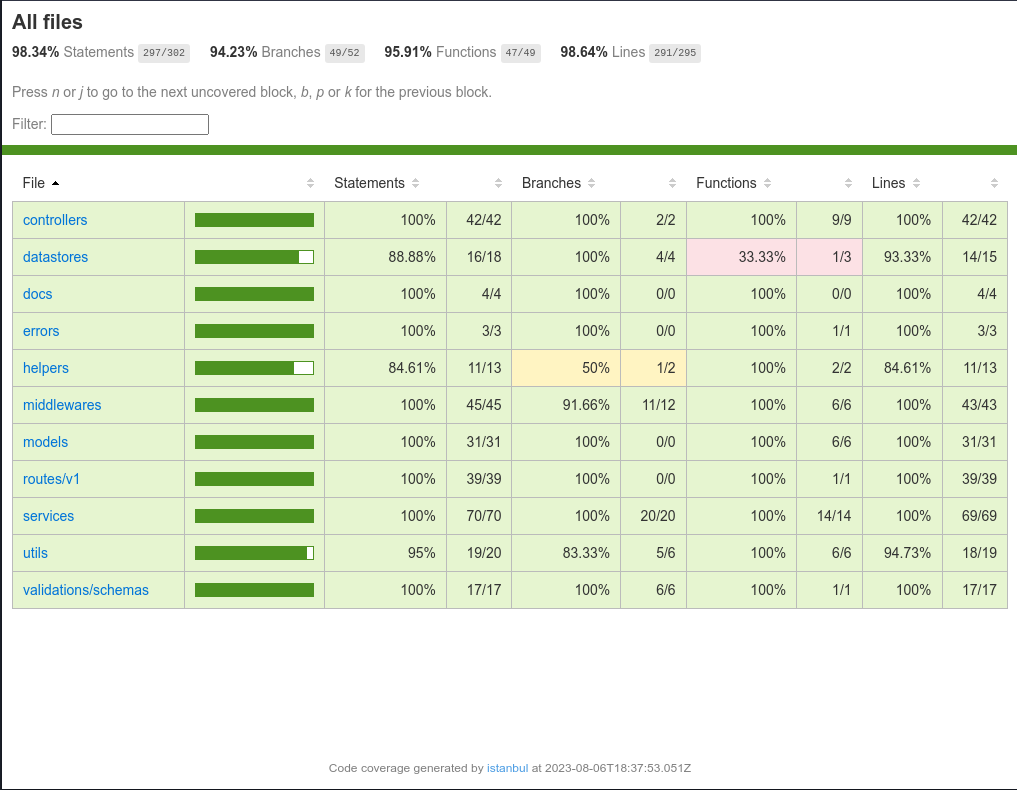 All files
98.34% Statements 297/302 94.23% Branches 49/52 95.91% Functions 47/49 98.64% Lines 291/295
Press n or j to go to the next uncovered block, b, p or k for the previous block.
Filter:
File Statements Branches Functions Lines
controllers 100% 42/42 100% 2/2 100% 9/9 100% 42/42
datastores 88.88% 16/18 100% 4/4 33.33% 1/3 93.33% 14/15
docs 100% 4/4 100% 0/0 100% 0/0 100% 4/4
errors 100% 3/3 100% 0/0 100% 1/1 100% 3/3
helpers 84.61% 11/13 50% 1/2 100% 2/2 84.61% 11/13
middlewares 100% 45/45 91.66% 11/12 100% 6/6 100% 43/43
models 100% 31/31 100% 0/0 100% 6/6 100% 31/31
routes/v1 100% 39/39 100% 0/0 100% 1/1 100% 39/39
services 100% 70/70 100% 20/20 100% 14/14 100% 69/69
utils 95% 19/20 83.33% 5/6 100% 6/6 94.73% 18/19
validations/schemas 100% 17/17 100% 6/6 100% 1/1 100% 17/17
Code coverage generated by istanbul at 2023-08-06T18:37:53.051Z